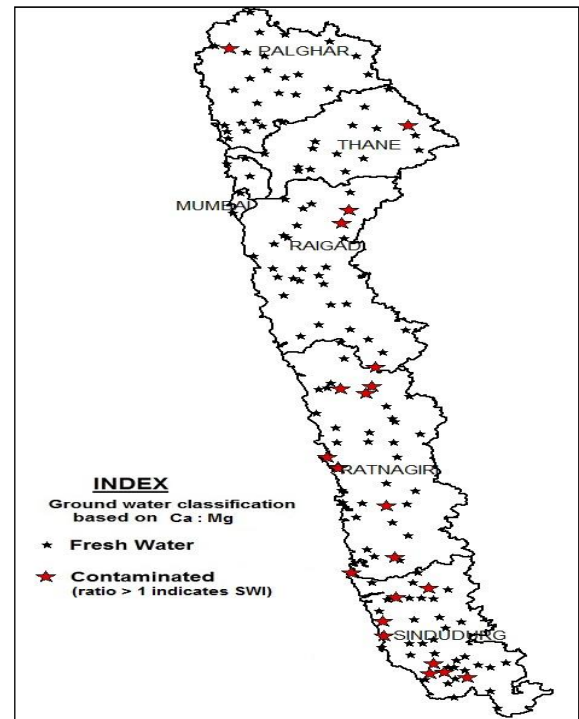 PALGHAR
THANE
MUMBAI
RAIGAD
RATNAGIRI
SINDUDURG
INDEX
Ground water classification
based on Ca : Mg
Fresh Water
Contaminated
(ratio > 1 indicates SWI)